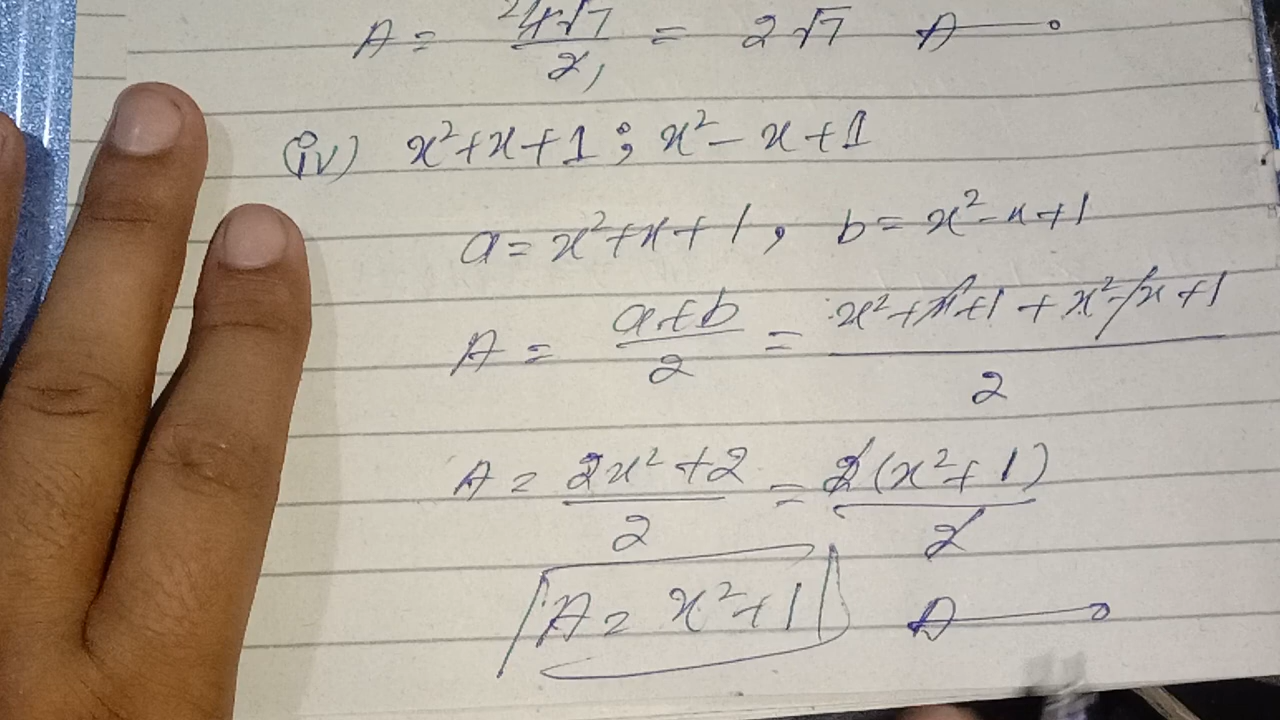 A = 4√7/2 = 2√7 A
(iv) x²+x+1 ; x²-x+1
a = x²+x+1, b = x²-x+1
A = a+b/2 = x²+x+1+x²-x+1/2
A = 2x²+2/2 = 2(x²+1)/2
A = x²+1 A